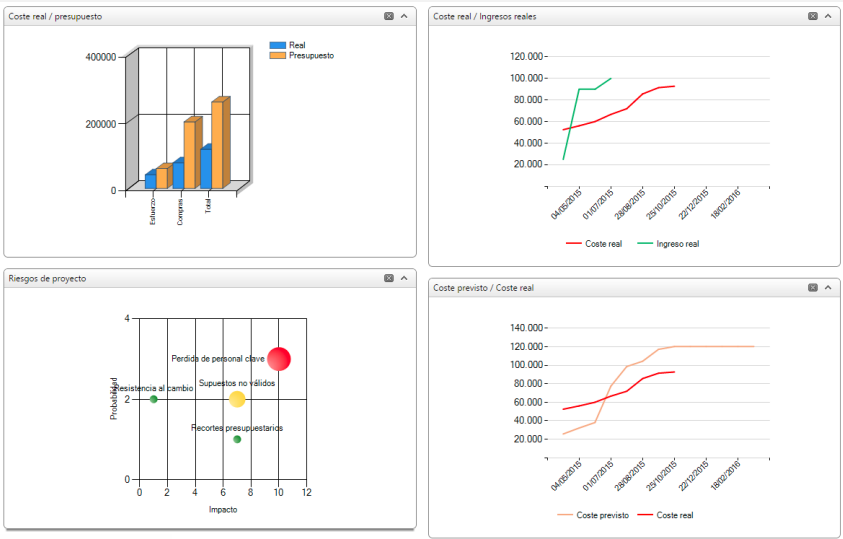 Coste real / presupuesto
Real
Presupuesto
400000
200000
0
Esfuerzo
Compras
Total
Coste real / Ingresos reales
120.000
100.000
80.000
60.000
40.000
20.000
04/05/2015
01/07/2015
28/08/2015
25/10/2015
22/12/2015
18/02/2016
Coste real
Ingreso real
Riesgos de proyecto
4
2
0
Probabilidad
Perdida de personal clave
Supuestos no válidos
Resistencia al cambio
Recortes presupuestarios
0 2 4 6 8 10 12
Impacto
Coste previsto / Coste real
140.000
120.000
100.000
80.000
60.000
40.000
20.000
04/05/2015
01/07/2015
28/08/2015
25/10/2015
22/12/2015
18/02/2016
Coste previsto
Coste real